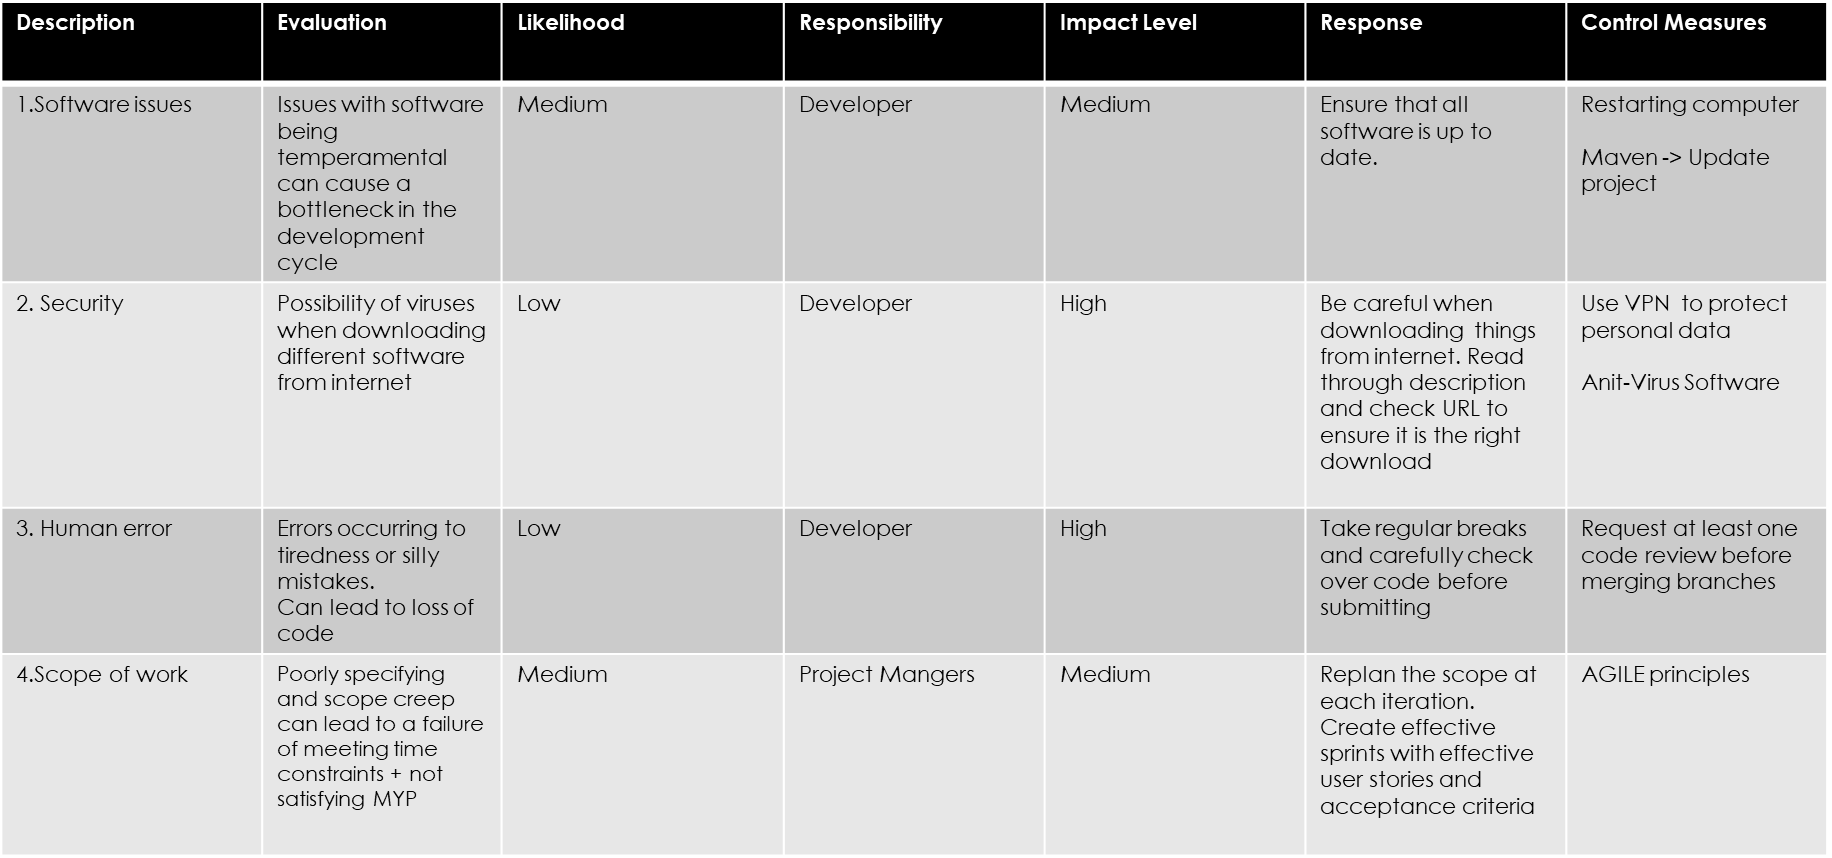 Description
Evaluation
Likelihood
Responsibility
Impact Level
Response
Control Measures
1.Software issues
Issues with software
being
temperamental
can cause a
bottleneck in the
development
cycle
Medium
Developer
Medium
Ensure that all
software is up to
date.
Restarting computer
Maven -> Update
project
2. Security
Possibility of viruses
when downloading
different software
from internet
Low
Developer
High
Be careful when
downloading things
from internet. Read
through description
and check URL to
ensure it is the right
download
Use VPN to protect
personal data
Anit-Virus Software
3. Human error
Errors occurring to
tiredness or silly
mistakes.
Can lead to loss of
code
Low
Developer
High
Take regular breaks
and carefully check
over code before
submitting
Request at least one
code review before
merging branches
4.Scope of work
Poorly specifying
and scope creep
can lead to a failure
of meeting time
constraints + not
satisfying MYP
Medium
Project Mangers
Medium
Replan the scope at
each iteration.
Create effective
sprints with effective
user stories and
acceptance criteria
AGILE principles